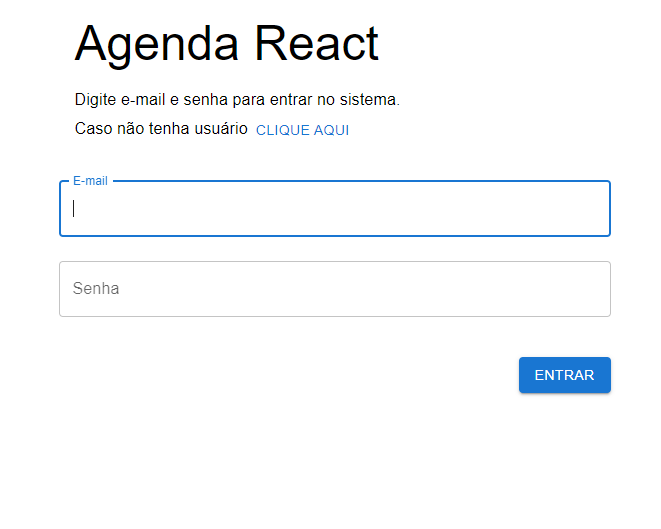 Agenda React
Digite e-mail e senha para entrar no sistema.
Caso não tenha usuário CLIQUE AQUI
E-mail
Senha
ENTRAR